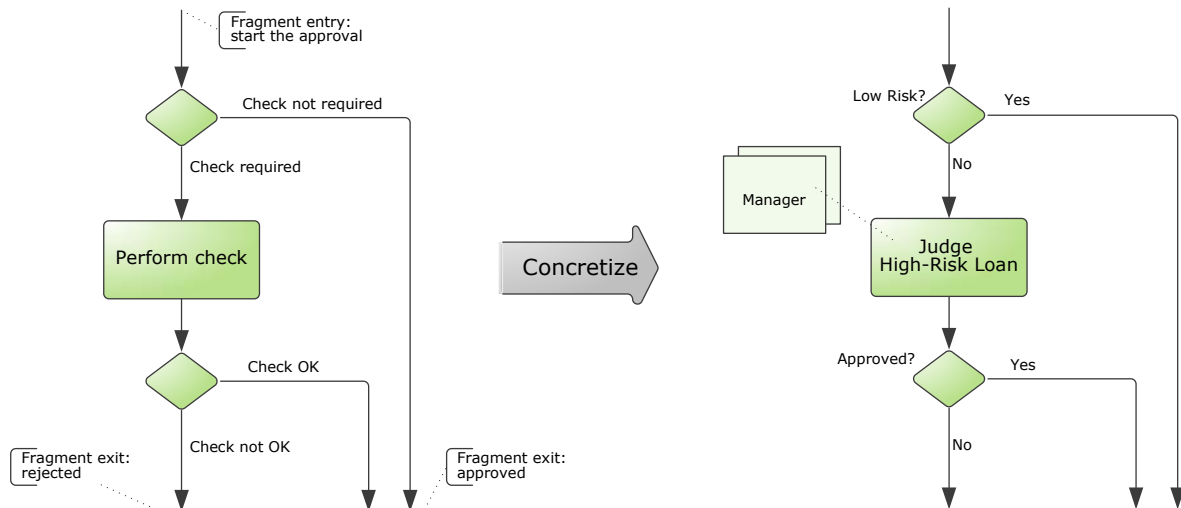 Fragment entry:
start the approval
Check not required
Check required
Perform check
Check OK
Check not OK
Fragment exit:
rejected
Fragment exit:
approved
Concretize
Low Risk?
Yes
No
Manager
Judge
High-Risk Loan
Approved?
Yes
No